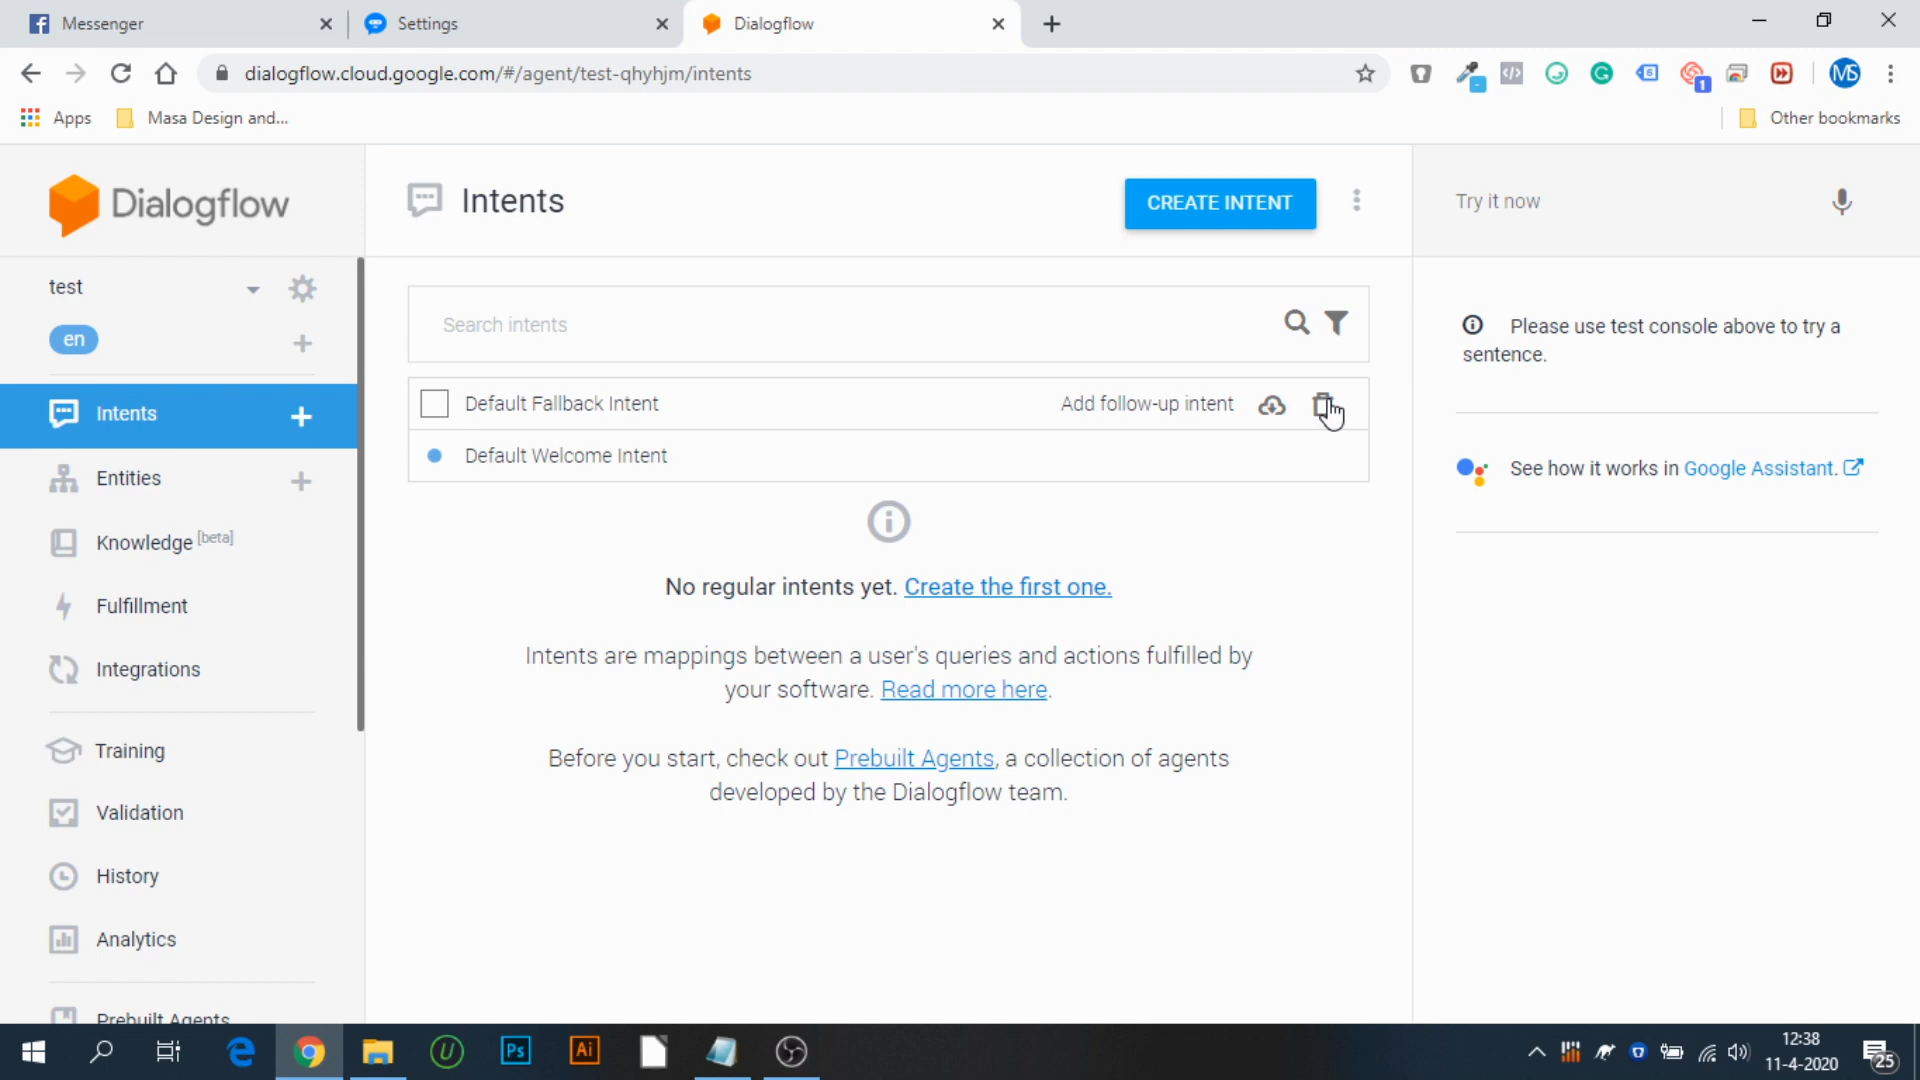 Messenger
Settings
Dialogflow
dialogflow.cloud.google.com/#/agent/test-qhyhjm/intents
6
1
MS
Apps
Masa Design and...
Other bookmarks
Dialogflow
Intents
CREATE INTENT
Try it now
test
en
Search intents
Please use test console above to try a
sentence.
Intents
Default Fallback Intent
Add follow-up intent
Default Welcome Intent
See how it works in Google Assistant.
Entities
Knowledge [beta]
Fulfillment
Integrations
No regular intents yet. Create the first one.
Intents are mappings between a user's queries and actions fulfilled by
your software. Read more here.
Before you start, check out Prebuilt Agents, a collection of agents
developed by the Dialogflow team.
Training
Validation
History
Analytics
Prebuilt Agents
Ps
Ai
12:38
11-4-2020
25